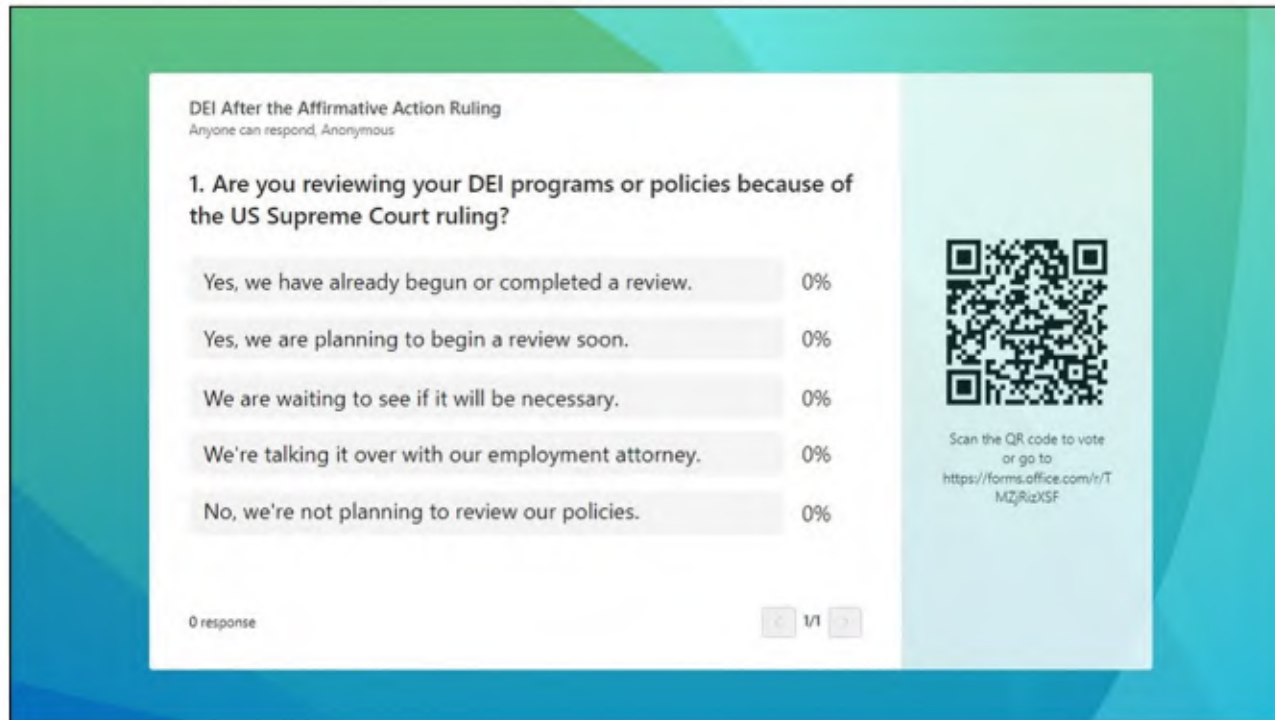 DEI After the Affirmative Action Ruling
Anyone can respond, Anonymous
1. Are you reviewing your DEI programs or policies because of
the US Supreme Court ruling?
Yes, we have already begun or completed a review. 0%
Yes, we are planning to begin a review soon. 0%
We are waiting to see if it will be necessary. 0%
We're talking it over with our employment attorney. 0%
No, we're not planning to review our policies. 0%
0 response
1/1
Scan the QR code to vote
or go to
https://forms.office.com/r/T
MZjRizXSF